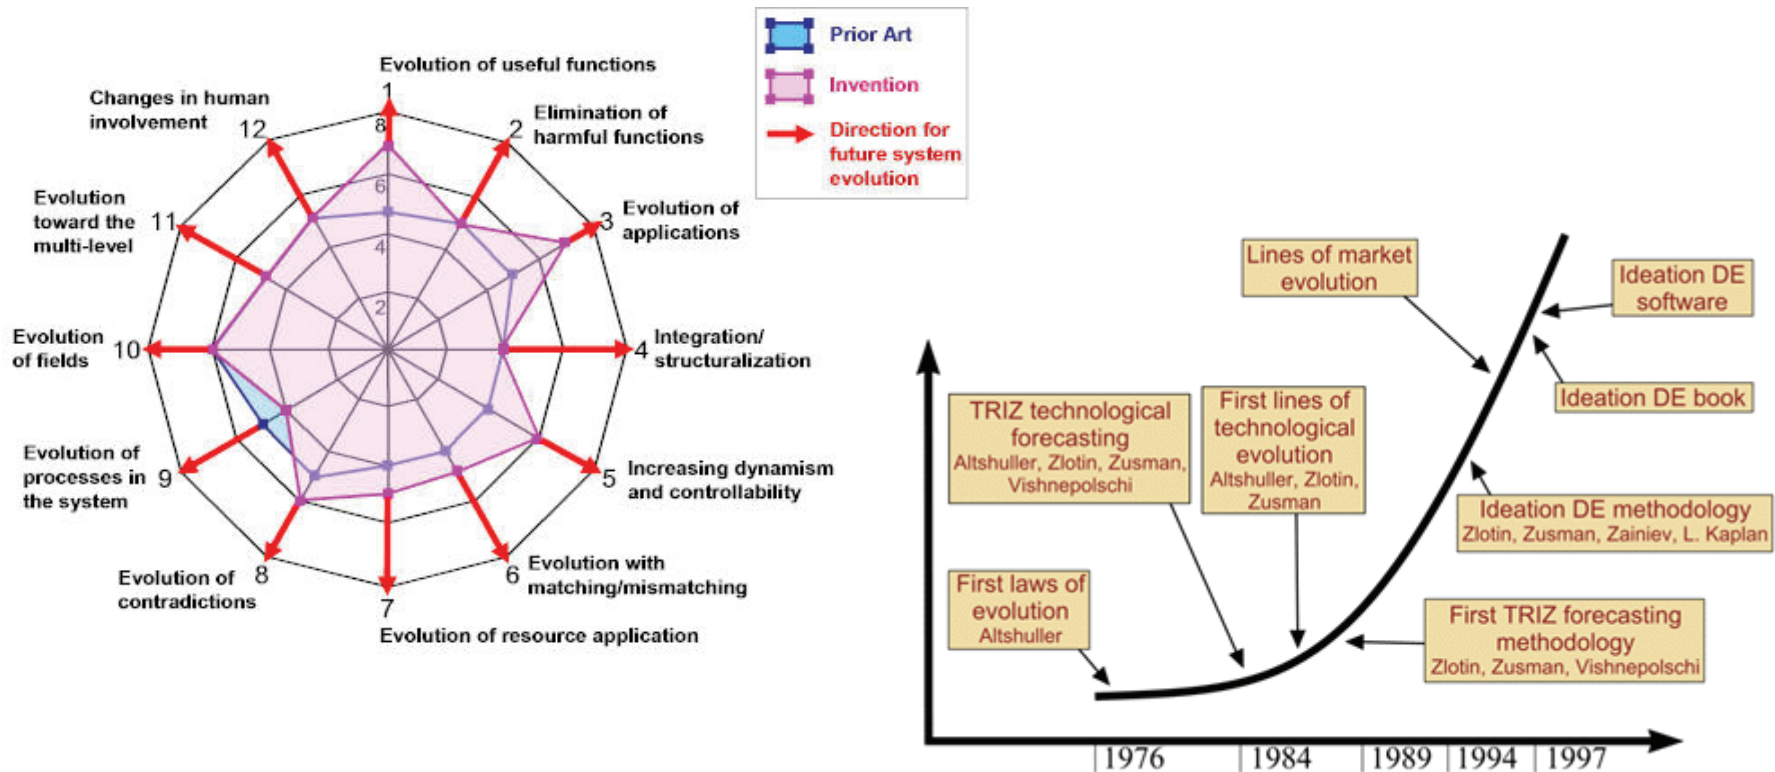 Prior Art
Invention
Direction for
future system
evolution
Evolution of useful functions
1
Elimination of
harmful functions
2
Evolution of
applications
3
Integration/
structuralization
4
Increasing dynamism
and controllability
5
Evolution with
matching/mismatching
6
7
Evolution of resource application
8
Evolution of
contradictions
9
Evolution of
processes in
the system
10
Evolution
of fields
11
Evolution
toward the
multi-level
12
Changes in human
involvement
8
6
4
2
Lines of market
evolution
Ideation DE
software
Ideation DE book
TRIZ technological
forecasting
Altshuller, Zlotin, Zusman,
Vishnepolschi
First lines of
technological
evolution
Altshuller, Zlotin,
Zusman
Ideation DE methodology
Zlotin, Zusman, Zainiev, L. Kaplan
First laws of
evolution
Altshuller
First TRIZ forecasting
methodology
Zlotin, Zusman, Vishnepolschi
1976
1984
1989
1994
1997